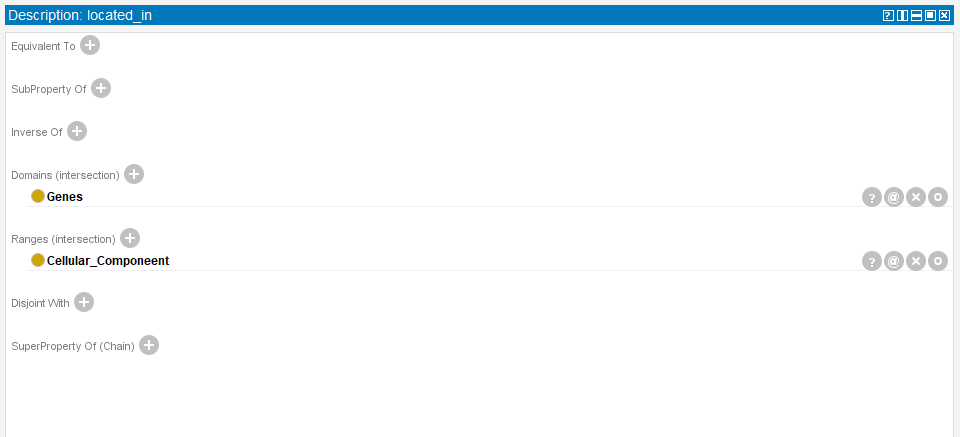 Description: located_in
Equivalent To
SubProperty Of
Inverse Of
Domains (intersection)
Genes
Ranges (intersection)
Cellular_Componeent
Disjoint With
SuperProperty Of (Chain)